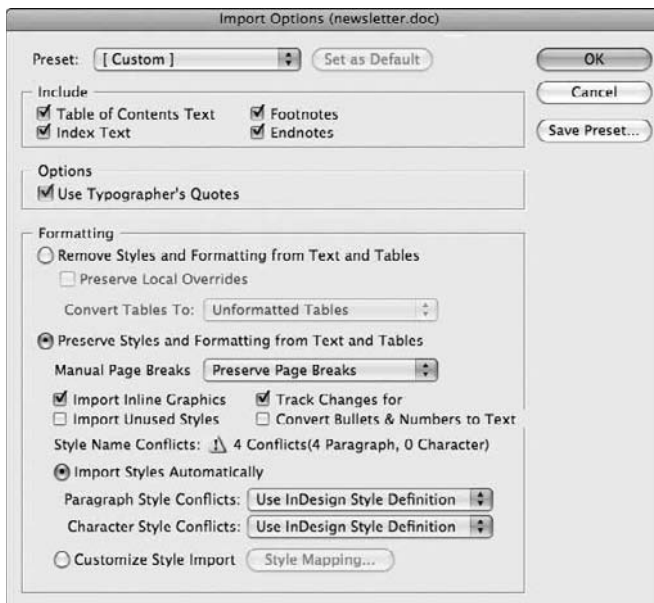 Import Options (newsletter.doc)
Preset: [ Custom ] Set as Default OK
Include Cancel
Table of Contents Text Footnotes
Index Text Endnotes Save Preset...
Options
Use Typographer's Quotes
Formatting
Remove Styles and Formatting from Text and Tables
Preserve Local Overrides
Convert Tables To: Unformatted Tables
Preserve Styles and Formatting from Text and Tables
Manual Page Breaks Preserve Page Breaks
Import Inline Graphics Track Changes for
Import Unused Styles Convert Bullets & Numbers to Text
Style Name Conflicts: 4 Conflicts(4 Paragraph, 0 Character)
Import Styles Automatically
Paragraph Style Conflicts: Use InDesign Style Definition
Character Style Conflicts: Use InDesign Style Definition
Customize Style Import Style Mapping...